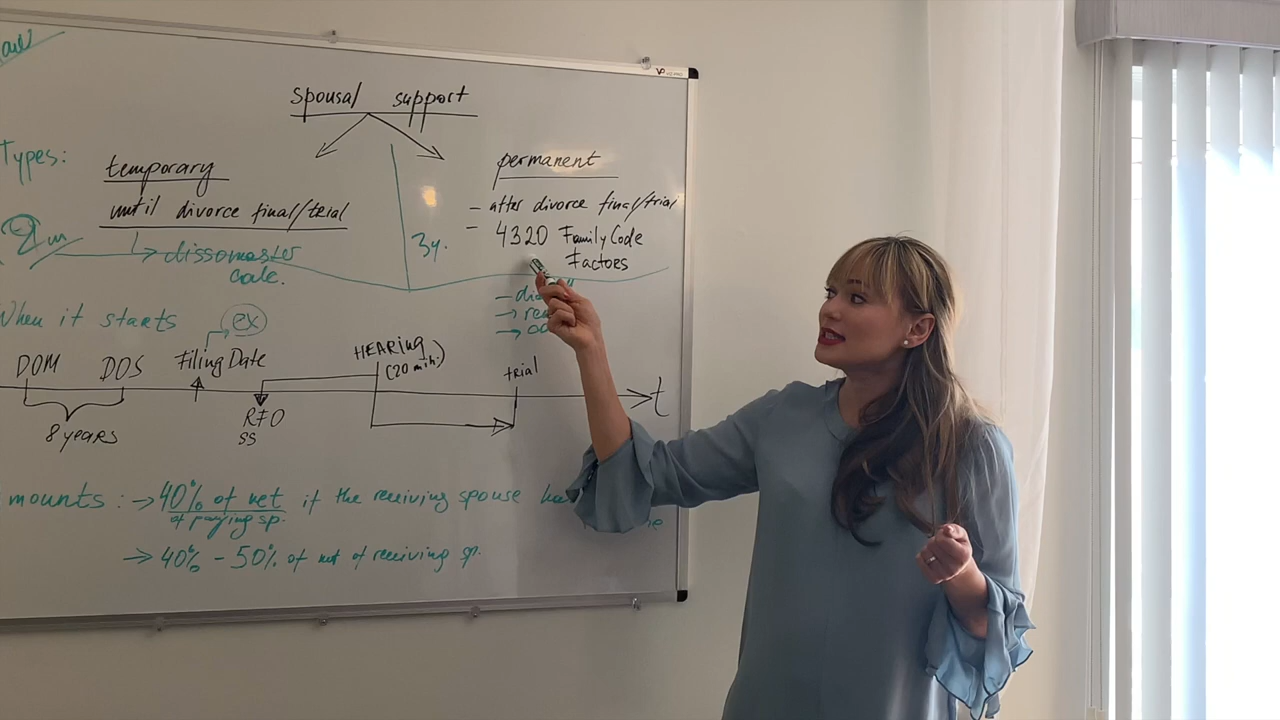 spousal support
Types:
temporary
until divorce final/trial
dissomaster
calc.
3y.
permanent
- after divorce final/trial
- 4320 Family Code
Factors
When it starts
ex
DOM
DOS
Filing Date
HEARing
(20 min.)
trial
t
8 years
RFO
SS
mounts: → 40% of net if the receiving spouse
of paying sp.
→ 40% - 50% of net of receiving sp.